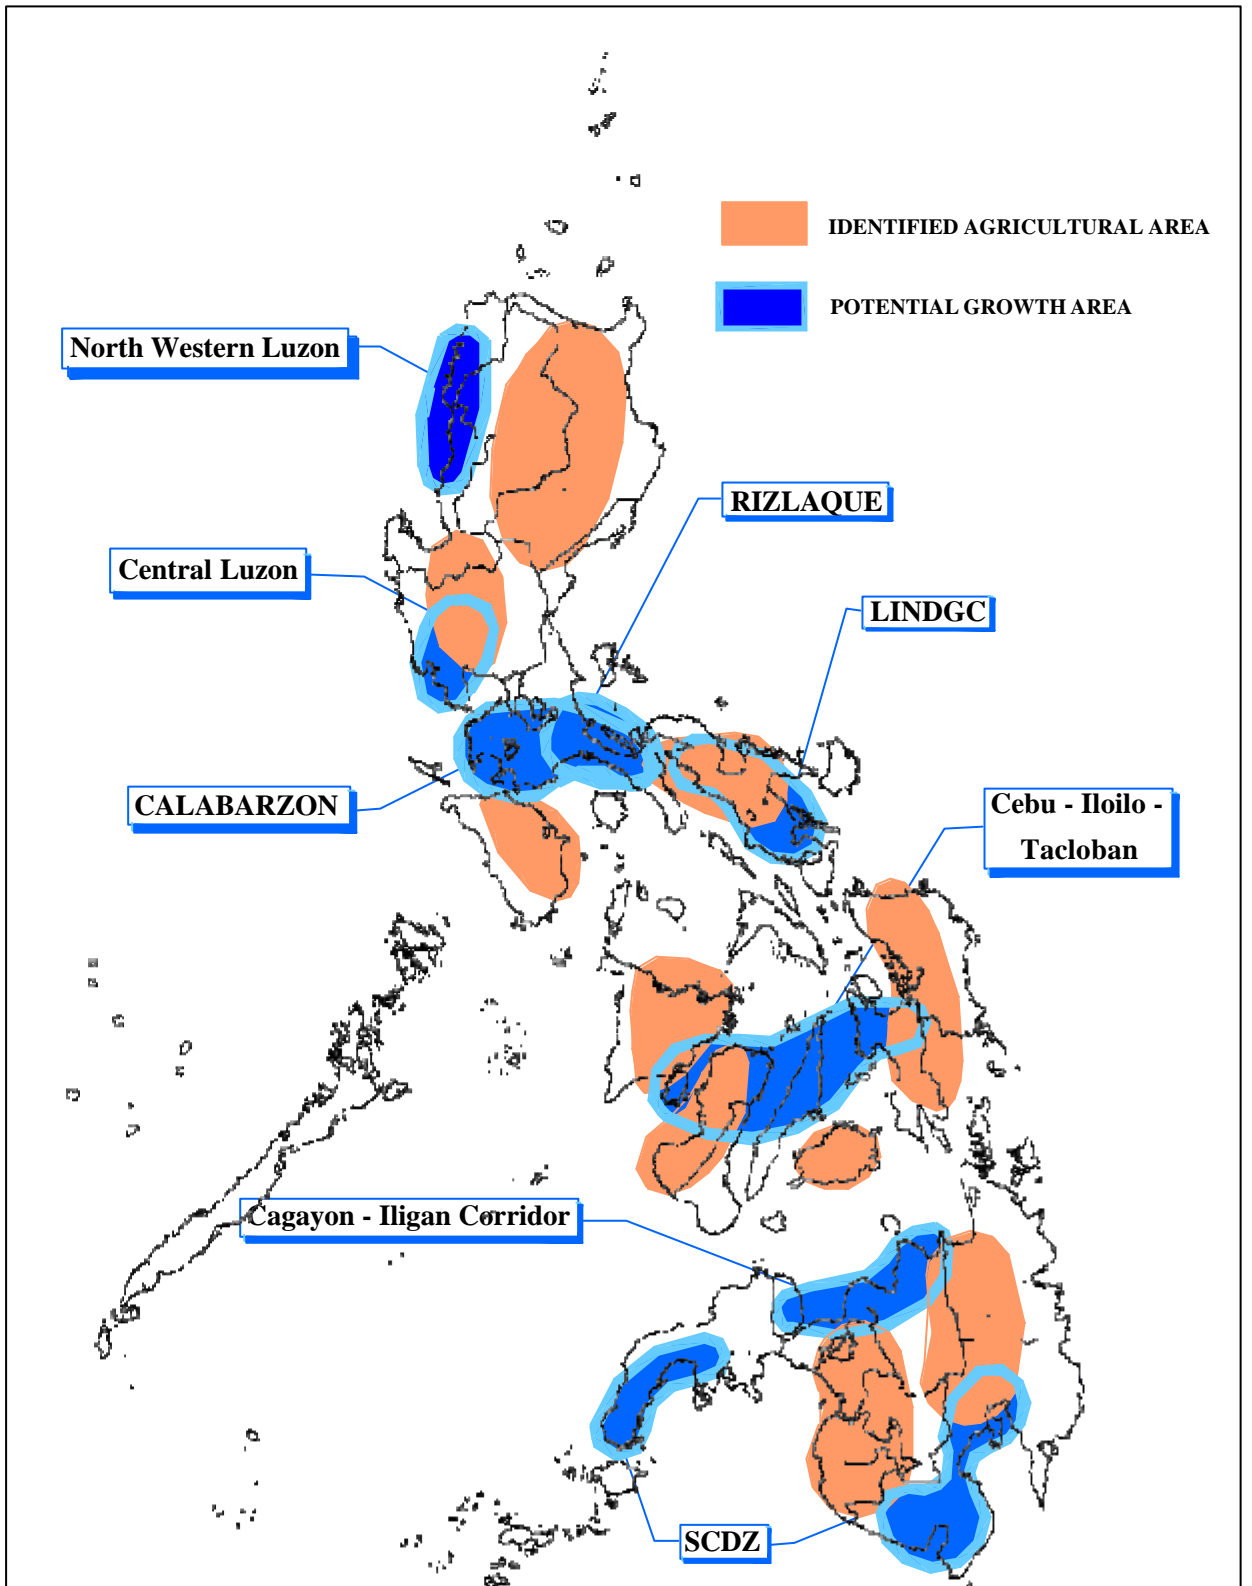 IDENTIFIED AGRICULTURAL AREA
POTENTIAL GROWTH AREA
North Western Luzon
RIZLAQUE
Central Luzon
LINDGC
CALABARZON
Cebu - Iloilo -
Tacloban
Cagayon - Iligan Corridor
SCDZ